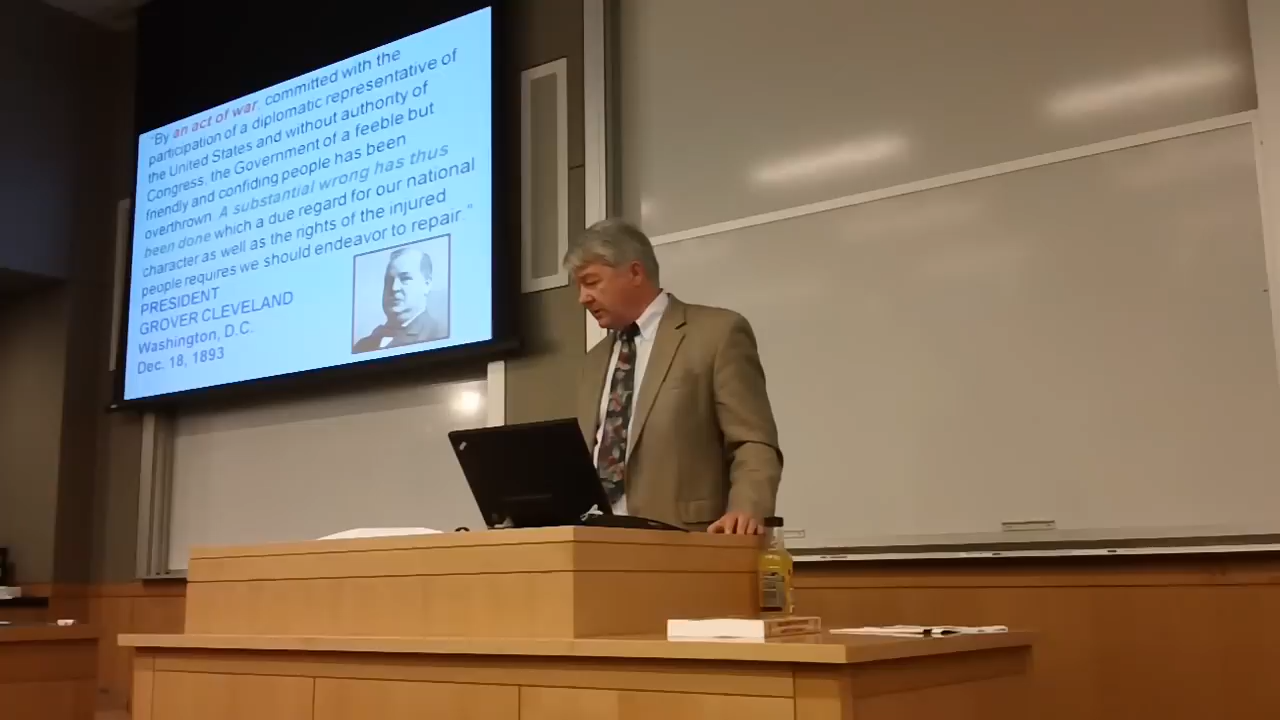 "By an act of war, committed with the
participation of a diplomatic representative of
the United States and without authority of
Congress, the Government of a feeble but
friendly and confiding people has been
overthrown. A substantial wrong has thus
been done which a due regard for our national
character as well as the rights of the injured
people requires we should endeavor to repair."
PRESIDENT
GROVER CLEVELAND
Washington, D.C.
Dec. 18, 1893